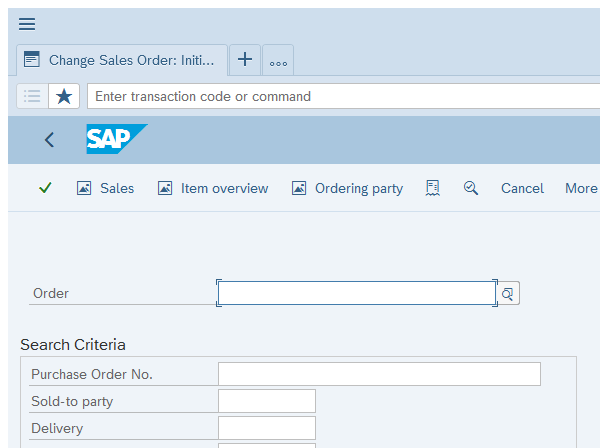 Change Sales Order: Initi...
Enter transaction code or command
SAP
Sales Item overview Ordering party Cancel More
Order
Search Criteria
Purchase Order No.
Sold-to party
Delivery